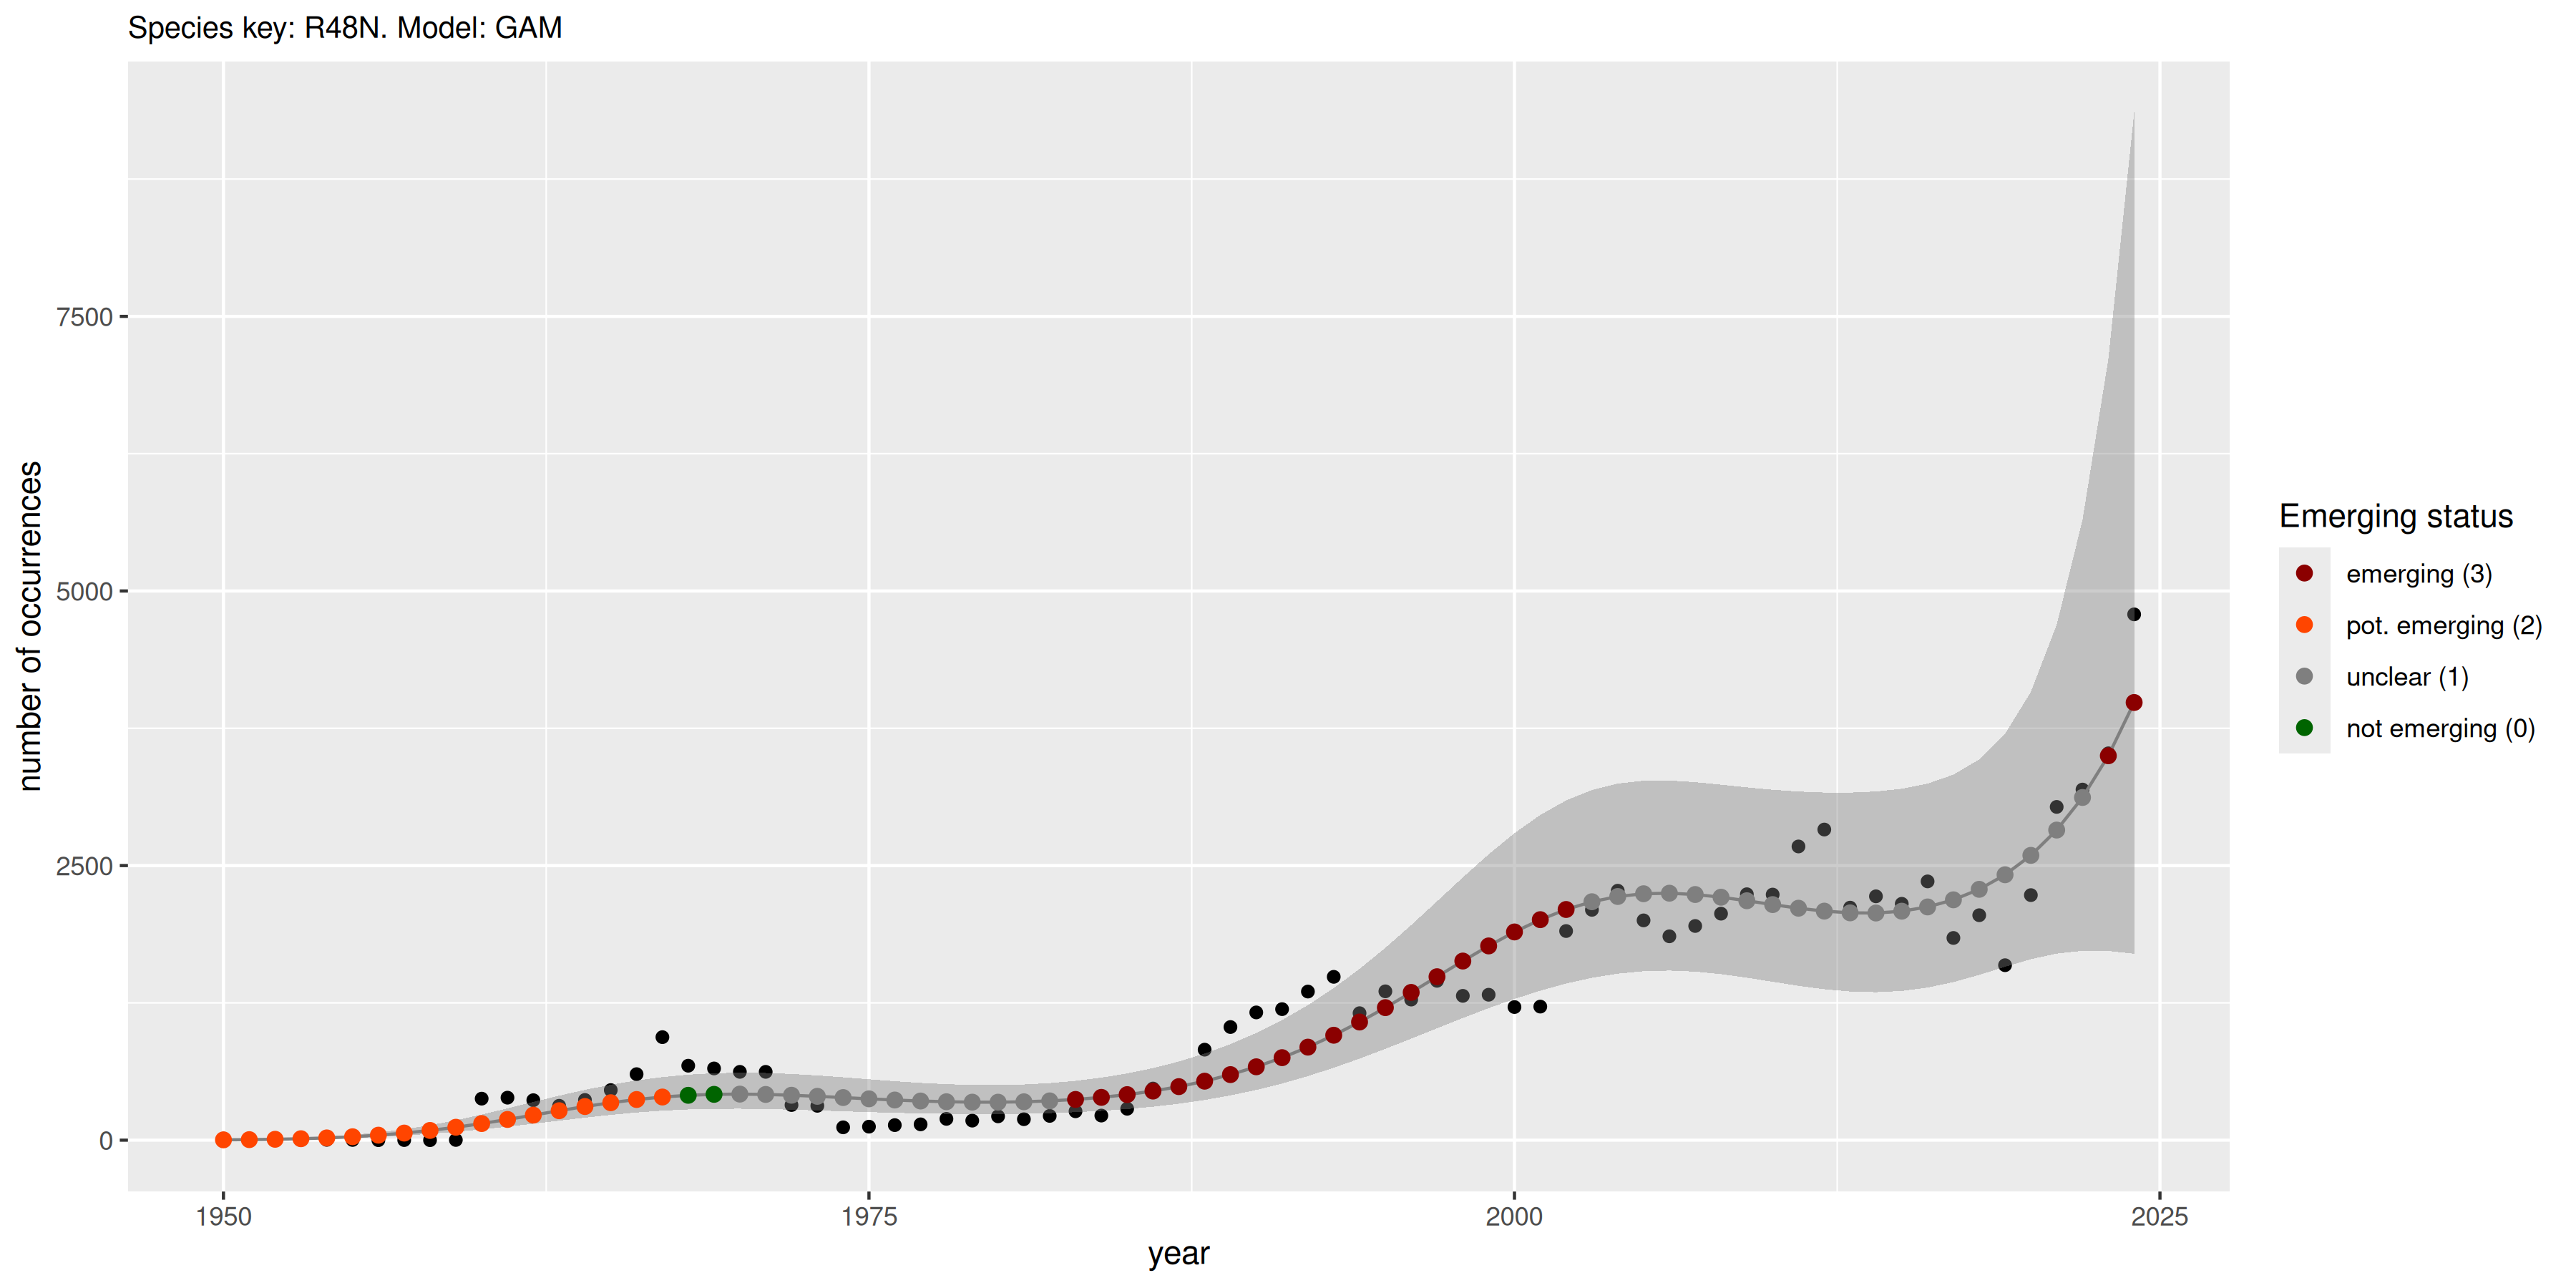 Species key: R48N. Model: GAM
number of occurrences
7500
5000
2500
0
1950
1975
2000
2025
year
Emerging status
emerging (3)
pot. emerging (2)
unclear (1)
not emerging (0)